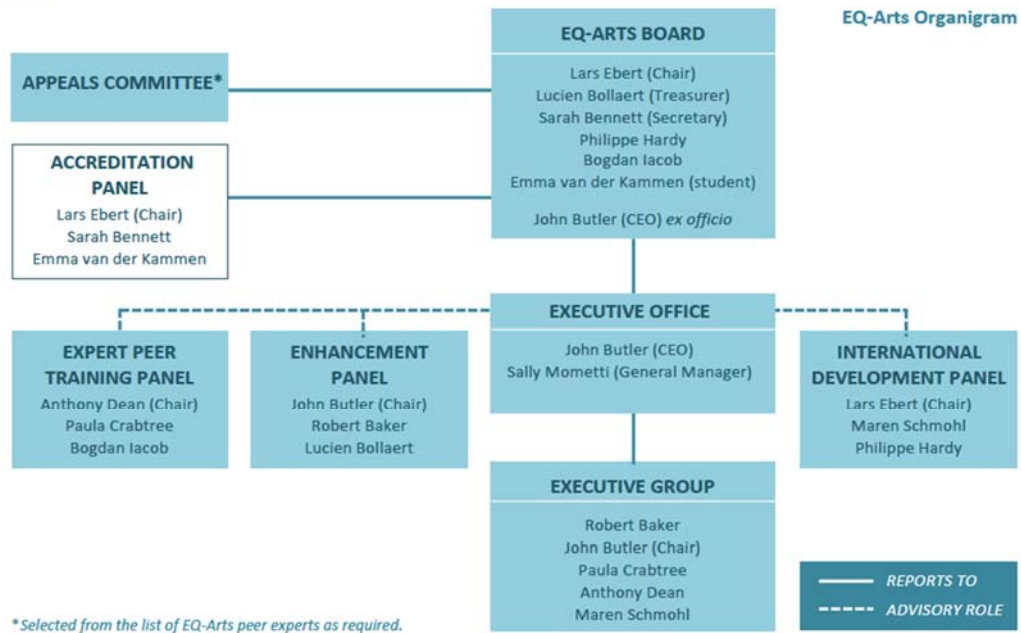 EQ-Arts Organigram
EQ-ARTS BOARD
Lars Ebert (Chair)
Lucien Bollaert (Treasurer)
Sarah Bennett (Secretary)
Philippe Hardy
Bogdan Iacob
Emma van der Kammen (student)
John Butler (CEO) ex officio
APPEALS COMMITTEE*
ACCREDITATION
PANEL
Lars Ebert (Chair)
Sarah Bennett
Emma van der Kammen
EXECUTIVE OFFICE
John Butler (CEO)
Sally Mometti (General Manager)
EXPERT PEER
TRAINING PANEL
Anthony Dean (Chair)
Paula Crabtree
Bogdan Iacob
ENHANCEMENT
PANEL
John Butler (Chair)
Robert Baker
Lucien Bollaert
INTERNATIONAL
DEVELOPMENT PANEL
Lars Ebert (Chair)
Maren Schmohl
Philippe Hardy
EXECUTIVE GROUP
Robert Baker
John Butler (Chair)
Paula Crabtree
Anthony Dean
Maren Schmohl
REPORTS TO
ADVISORY ROLE
*Selected from the list of EQ-Arts peer experts as required.